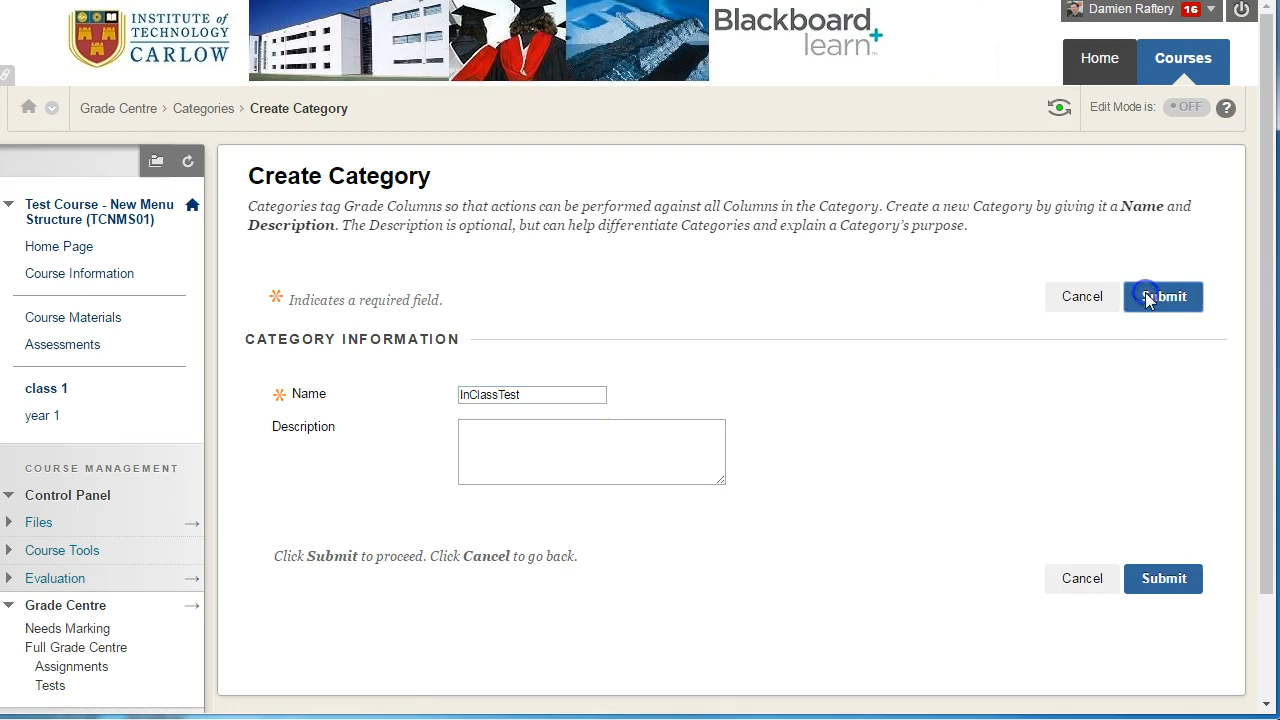 INSTITUTE of
TECHNOLOGY
CARLOW
Blackboard
learn+
Damien Raftery 16
Home Courses
Grade Centre > Categories > Create Category
Edit Mode is: • OFF ?
Test Course - New Menu
Structure (TCNMS01)
Home Page
Course Information
Course Materials
Assessments
class 1
year 1
COURSE MANAGEMENT
Control Panel
Files
Course Tools
Evaluation
Grade Centre
Needs Marking
Full Grade Centre
Assignments
Tests
Create Category
Categories tag Grade Columns so that actions can be performed against all Columns in the Category. Create a new Category by giving it a Name and
Description. The Description is optional, but can help differentiate Categories and explain a Category's purpose.
* Indicates a required field.
Cancel Submit
CATEGORY INFORMATION
* Name InClassTest
Description
Click Submit to proceed. Click Cancel to go back.
Cancel Submit